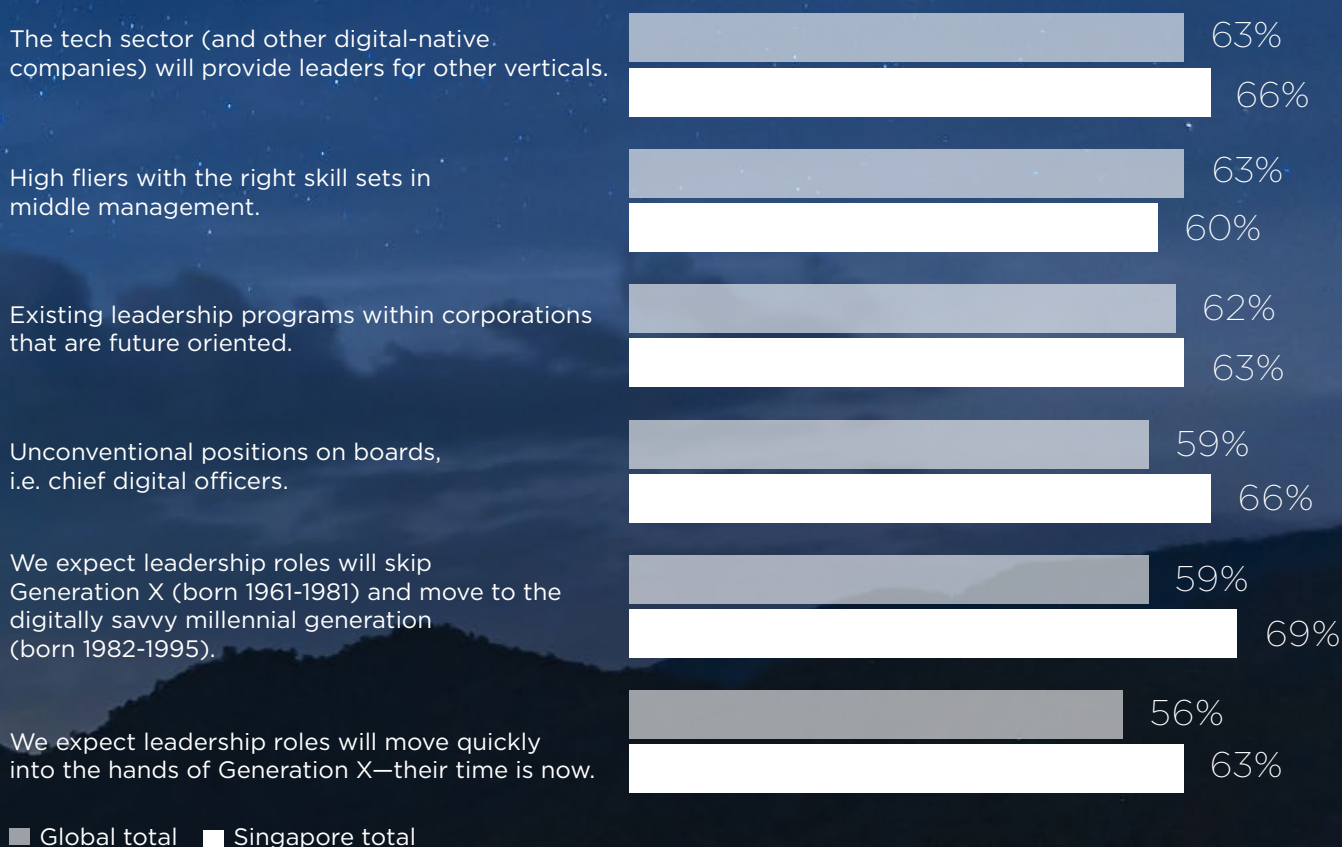 The tech sector (and other digital-native
companies) will provide leaders for other verticals.
63%
66%
High fliers with the right skill sets in
middle management.
63%
60%
Existing leadership programs within corporations
that are future oriented.
62%
63%
Unconventional positions on boards,
i.e. chief digital officers.
59%
66%
We expect leadership roles will skip
Generation X (born 1961-1981) and move to the
digitally savvy millennial generation
(born 1982-1995).
59%
69%
We expect leadership roles will move quickly
into the hands of Generation X—their time is now.
56%
63%
Global total Singapore total